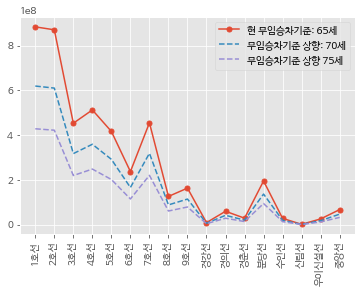 1e8
8
6
4
2
0
현 무임승차기준: 65세
무임승차기준 상향: 70세
무임승차기준 상향 75세
1호선
2호선
3호선
4호선
5호선
6호선
7호선
8호선
9호선
경강선
경의선
경춘선
분당선
수인선
신림선
우이신설선
중앙선